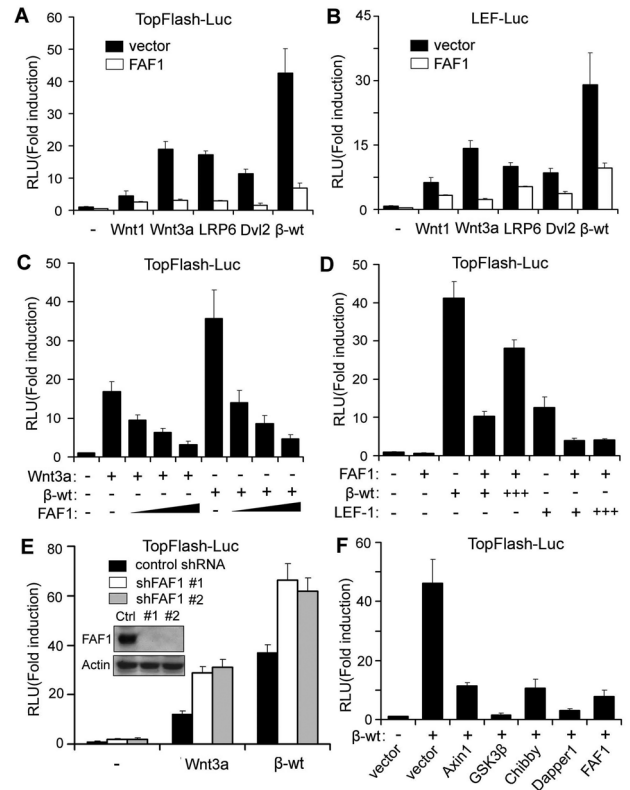 A
TopFlash-Luc
vector
FAF1
RLU(Fold induction)
60
50
40
30
20
10
0
- Wnt1 Wnt3a LRP6 Dvl2 β-wt
B
LEF-Luc
vector
FAF1
RLU(Fold induction)
45
30
15
0
- Wnt1 Wnt3a LRP6 Dvl2 β-wt
C
TopFlash-Luc
RLU(Fold induction)
50
40
30
20
10
0
Wnt3a: - + + + + - - - -
β-wt: - - - - - + + + +
FAF1: - - -
D
TopFlash-Luc
RLU(Fold induction)
50
40
30
20
10
0
FAF1: - + - + + - + +
β-wt: - - + + +++ - - -
LEF-1: - - - - - + + +++
E
TopFlash-Luc
control shRNA
shFAF1 #1
shFAF1 #2
Ctrl #1 #2
FAF1
Actin
RLU(Fold induction)
80
60
40
20
0
- Wnt3a β-wt
F
TopFlash-Luc
RLU(Fold induction)
60
40
20
0
β-wt: - + + + + + +
vector vector Axin1 GSK3β Chibby Dapper1 FAF1